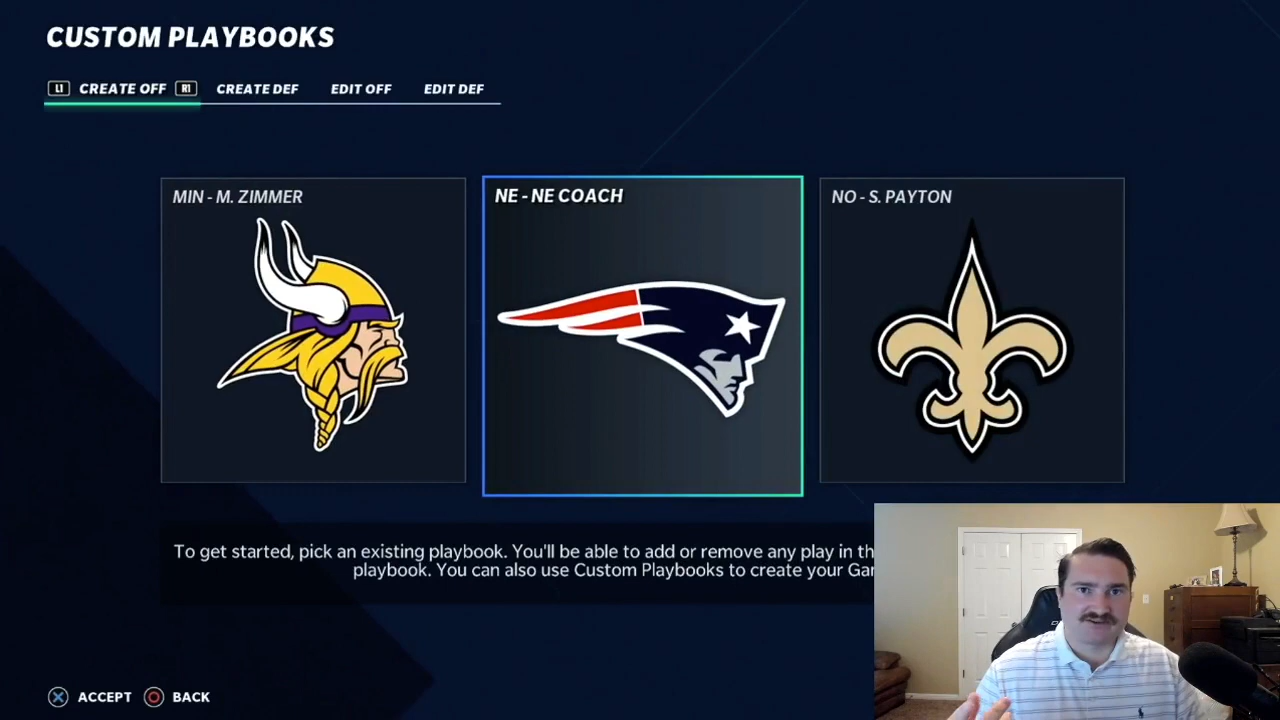 CUSTOM PLAYBOOKS
L1 CREATE OFF R1 CREATE DEF EDIT OFF EDIT DEF
MIN - M. ZIMMER
NE - NE COACH
NO - S. PAYTON
To get started, pick an existing playbook. You'll be able to add or remove any play in th
playbook. You can also use Custom Playbooks to create your Gam
ACCEPT BACK